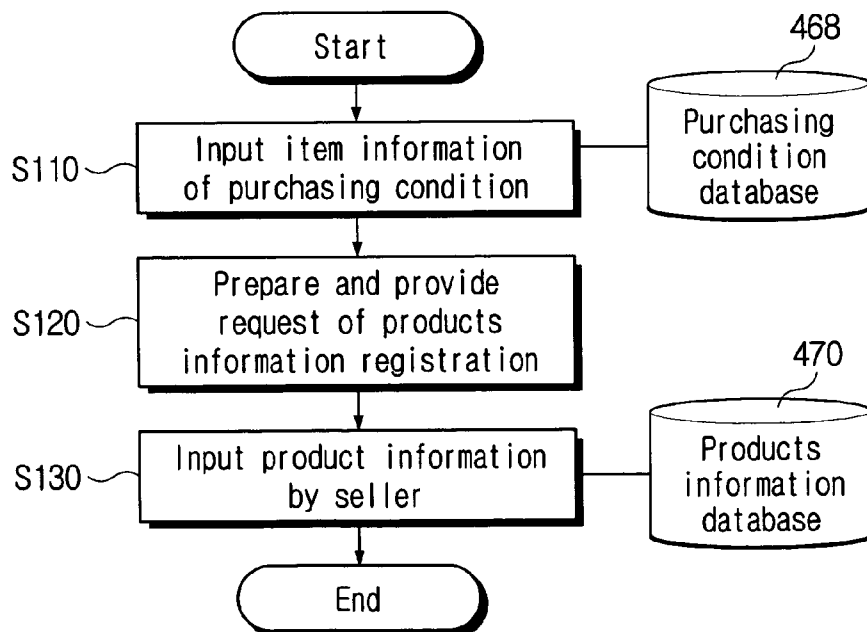 Start
468
S110
Input item information
of purchasing condition
Purchasing
condition
database
S120
Prepare and provide
request of products
information registration
470
S130
Input product information
by seller
Products
information
database
End